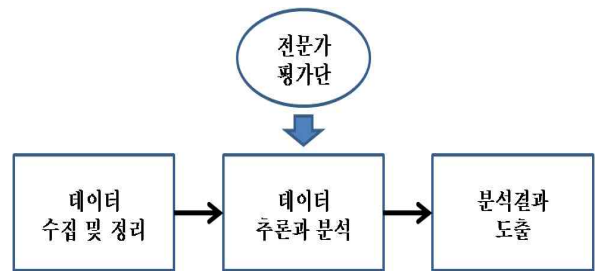 전문가
평가단
데이터
수집 및 정리
데이터
추론과 분석
분석결과
도출